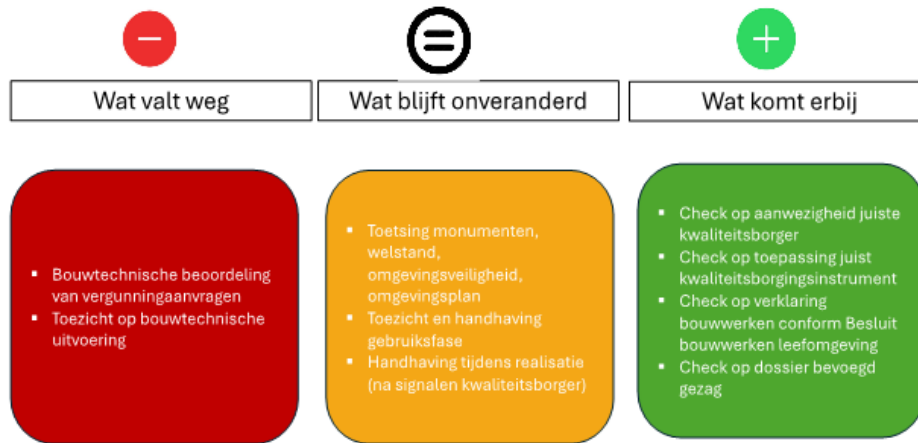 Wat valt weg
Wat blijft onveranderd
Wat komt erbij
▪ Bouwtechnische beoordeling
van vergunningaanvragen
▪ Toezicht op bouwtechnische
uitvoering
▪ Toetsing monumenten,
welstand,
omgevingsveiligheid,
omgevingsplan
▪ Toezicht en handhaving
gebruiksfase
▪ Handhaving tijdens realisatie
(na signalen kwaliteitsborger)
▪ Check op aanwezigheid juiste
kwaliteitsborger
▪ Check op toepassing juist
kwaliteitsborgingsinstrument
▪ Check op verklaring
bouwwerken conform Besluit
bouwwerken leefomgeving
▪ Check op dossier bevoegd
gezag